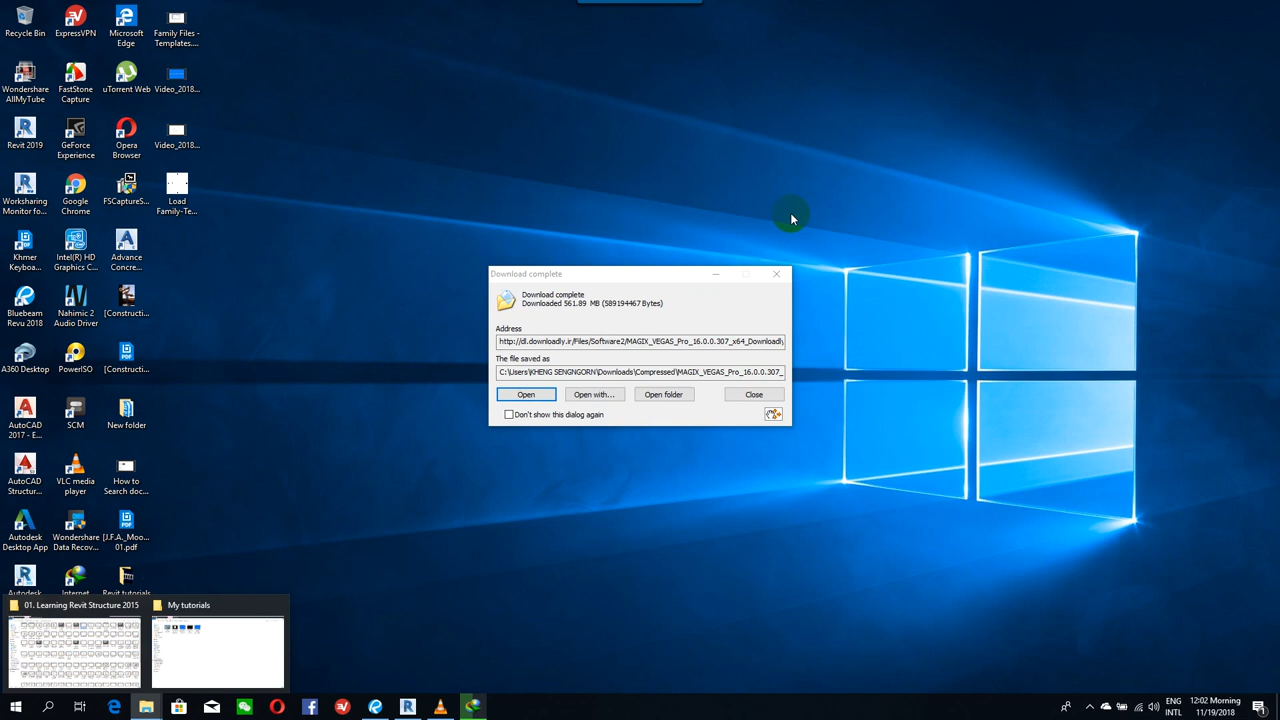 Recycle Bin
ExpressVPN
Microsoft
Edge
Family Files -
Templates....
Wondershare
AllMyTube
FastStone
Capture
uTorrent Web
Video_2018...
Revit 2019
GeForce
Experience
Opera
Browser
Video_2018...
Worksharing
Monitor fo...
Google
Chrome
FSCaptureS...
Load
Family-Te...
Khmer
Keyboa...
Intel(R) HD
Graphics C...
Advance
Concre...
Bluebeam
Revu 2018
Nahimic 2
Audio Driver
[Constructi...
A360 Desktop
PowerISO
[Constructi...
AutoCAD
2017 - E...
SCM
New folder
AutoCAD
Structur...
VLC media
player
How to
Search doc...
Autodesk
Desktop App
Wondershare
Data Recov...
[J.F.A._Moo...
01.pdf
Autodesk
Internet
Revit tutorials
Download complete
Download complete
Downloaded 561.89 MB (589194467 Bytes)
Address
http://dl.downloadly.ir/Files/Software2/MAGIX_VEGAS_Pro_16.0.0.307_x64_Downloadly
The file saved as
C:\Users\KHENG SENGNGORN\Downloads\Compressed\MAGIX_VEGAS_Pro_16.0.0.307_
Open
Open with...
Open folder
Close
Don't show this dialog again
01. Learning Revit Structure 2015
My tutorials
ENG
INTL
12:02 Morning
11/19/2018